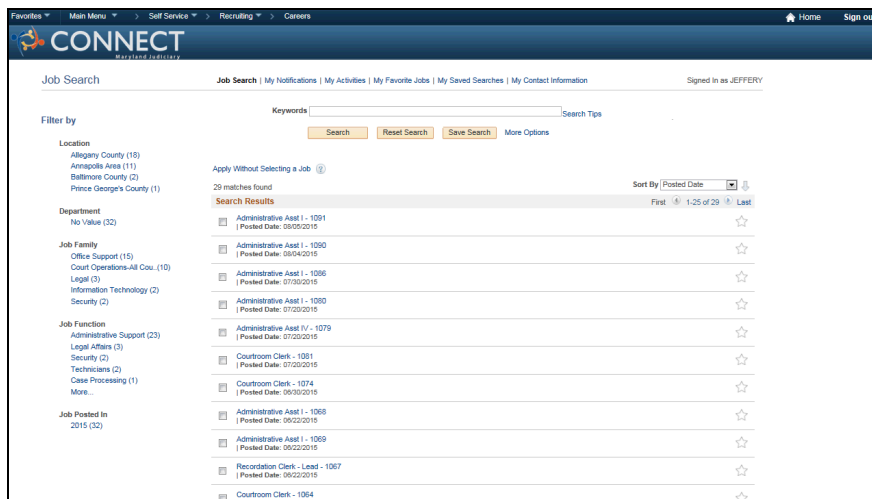 Favorites Main Menu > Self Service > Recruiting > Careers Home Sign ou
CONNECT
Maryland Judiciary
Job Search Job Search | My Notifications | My Activities | My Favorite Jobs | My Saved Searches | My Contact Information Signed In as JEFFERY
Keywords Search Tips
Filter by
Search Reset Search Save Search More Options
Location
Allegany County (18)
Annapolis Area (11)
Baltimore County (2)
Prince George's County (1)
Department
No Value (32)
Job Family
Office Support (15)
Court Operations-All Cou..(10)
Legal (3)
Information Technology (2)
Security (2)
Job Function
Administrative Support (23)
Legal Affairs (3)
Security (2)
Technicians (2)
Case Processing (1)
More...
Job Posted In
2015 (32)
Apply Without Selecting a Job ?
29 matches found Sort By Posted Date
Search Results First 1-25 of 29 Last
Administrative Asst I - 1091
| Posted Date: 08/05/2015
Administrative Asst I - 1090
| Posted Date: 08/04/2015
Administrative Asst I - 1086
| Posted Date: 07/30/2015
Administrative Asst I - 1080
| Posted Date: 07/20/2015
Administrative Asst IV - 1079
| Posted Date: 07/20/2015
Courtroom Clerk - 1081
| Posted Date: 07/20/2015
Courtroom Clerk - 1074
| Posted Date: 06/30/2015
Administrative Asst I - 1068
| Posted Date: 06/22/2015
Administrative Asst I - 1069
| Posted Date: 06/22/2015
Recordation Clerk - Lead - 1067
| Posted Date: 06/22/2015
Courtroom Clerk - 1064